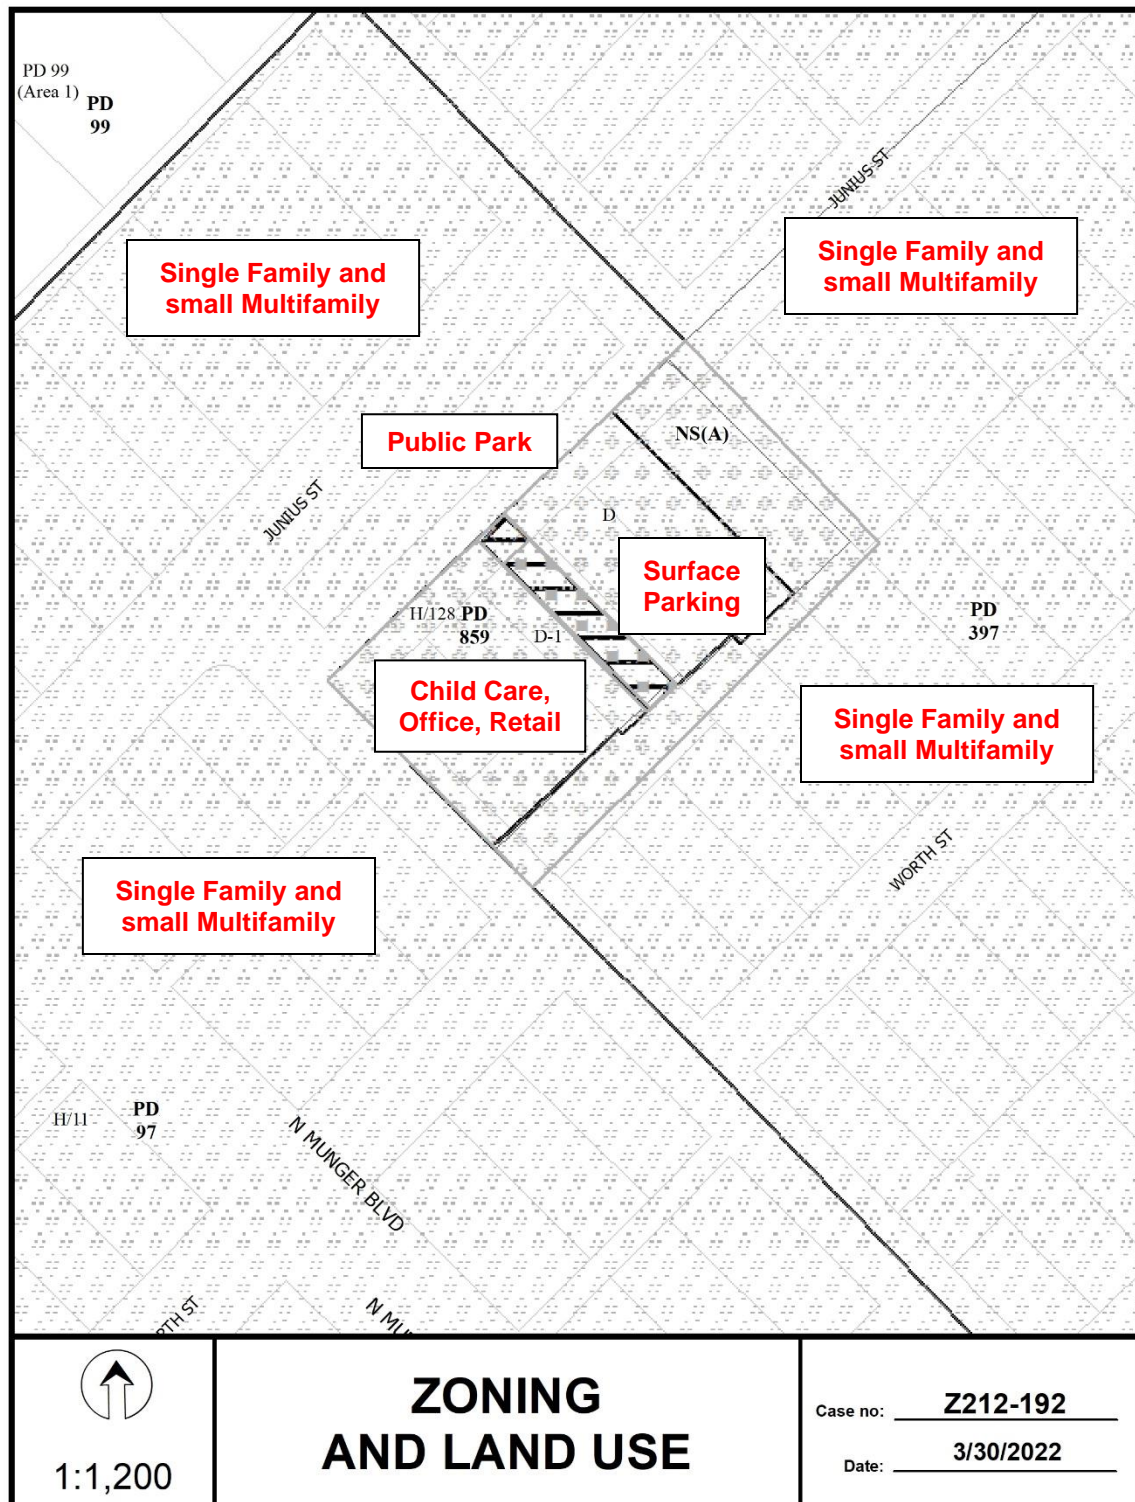 PD 99
(Area 1)
PD
99
JUNIUS ST
Single Family and
small Multifamily
Single Family and
small Multifamily
Public Park
NS(A)
JUNIUS ST
D
Surface
Parking
H/128
PD
859
D-1
PD
397
Child Care,
Office, Retail
Single Family and
small Multifamily
WORTH ST
Single Family and
small Multifamily
H/11
PD
97
N MUNGER BLVD
RTH ST
N MU
1:1,200
ZONING
AND LAND USE
Case no: Z212-192
Date: 3/30/2022